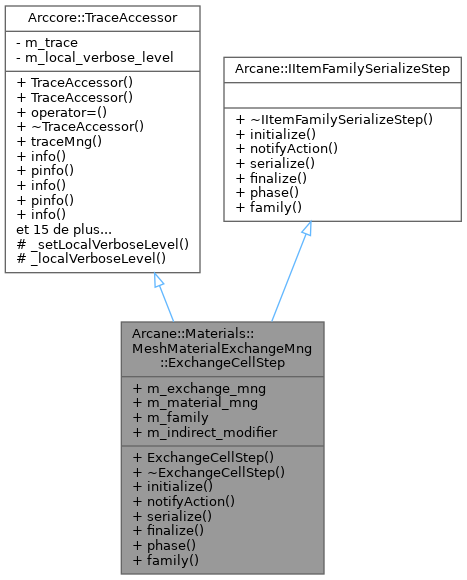 Arccore::TraceAccessor
- m_trace
- m_local_verbose_level
+ TraceAccessor()
+ TraceAccessor()
+ operator=()
+ ~TraceAccessor()
+ traceMng()
+ info()
+ pinfo()
+ info()
+ pinfo()
+ info()
et 15 de plus...
# _setLocalVerboseLevel()
# _localVerboseLevel()
Arcane::IItemFamilySerializeStep
+ ~IItemFamilySerializeStep()
+ initialize()
+ notifyAction()
+ serialize()
+ finalize()
+ phase()
+ family()
Arcane::Materials::
MeshMaterialExchangeMng
::ExchangeCellStep
+ m_exchange_mng
+ m_material_mng
+ m_family
+ m_indirect_modifier
+ ExchangeCellStep()
+ ~ExchangeCellStep()
+ initialize()
+ notifyAction()
+ serialize()
+ finalize()
+ phase()
+ family()